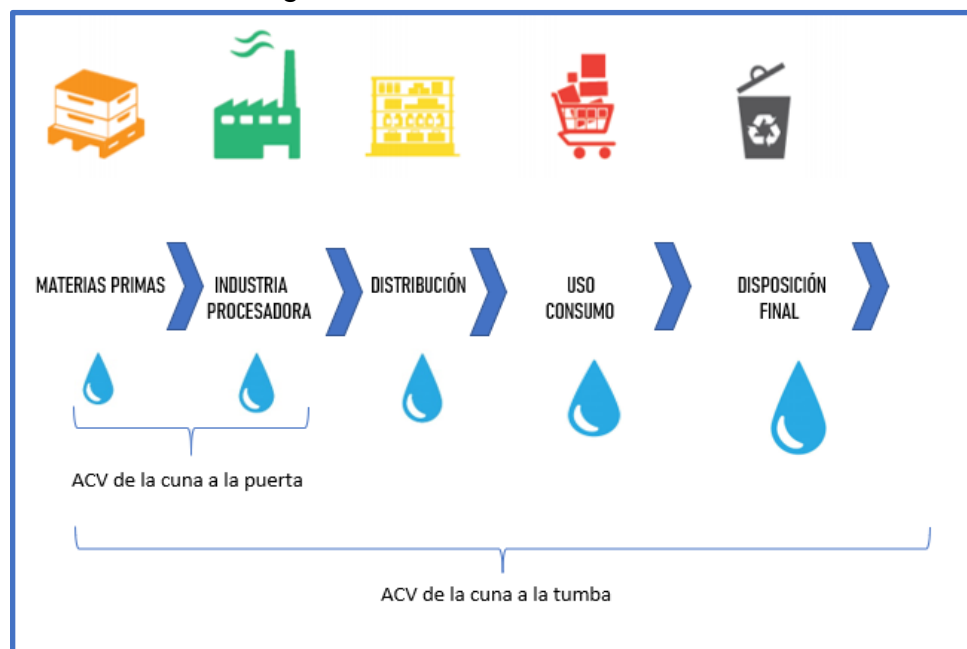 MATERIAS PRIMAS
INDUSTRIA
PROCESADORA
DISTRIBUCIÓN
USO
CONSUMO
DISPOSICIÓN
FINAL
ACV de la cuna a la puerta
ACV de la cuna a la tumba